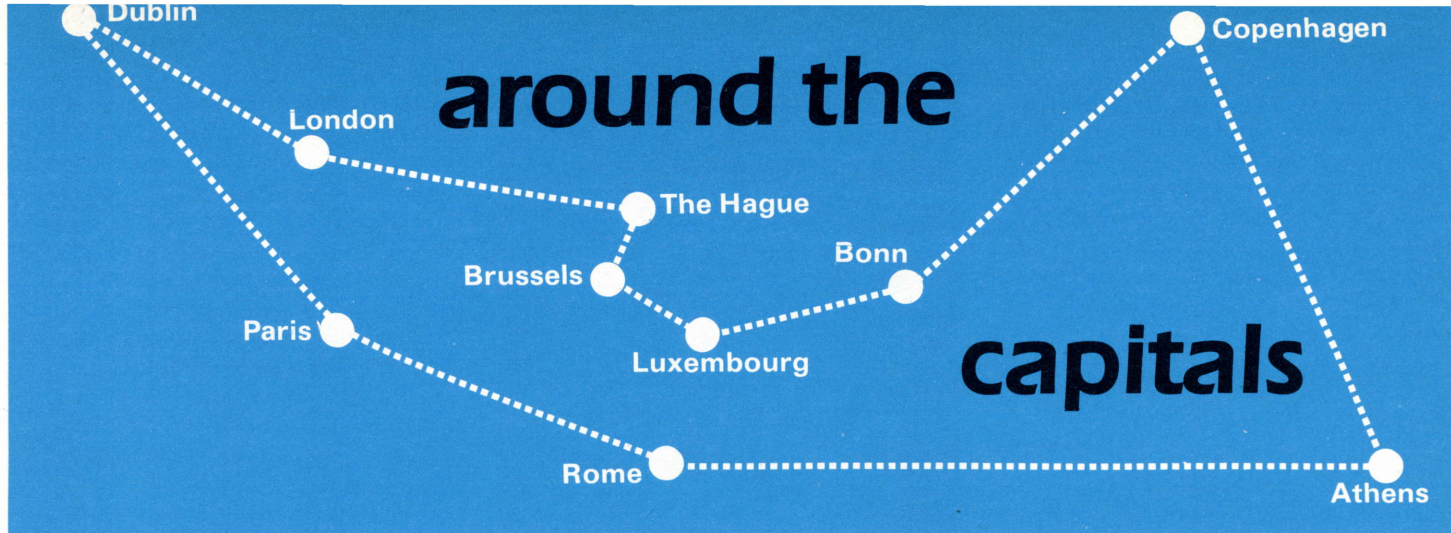 Dublin
Copenhagen
around the
London
The Hague
Bonn
Brussels
Paris
Luxembourg
capitals
Rome
Athens